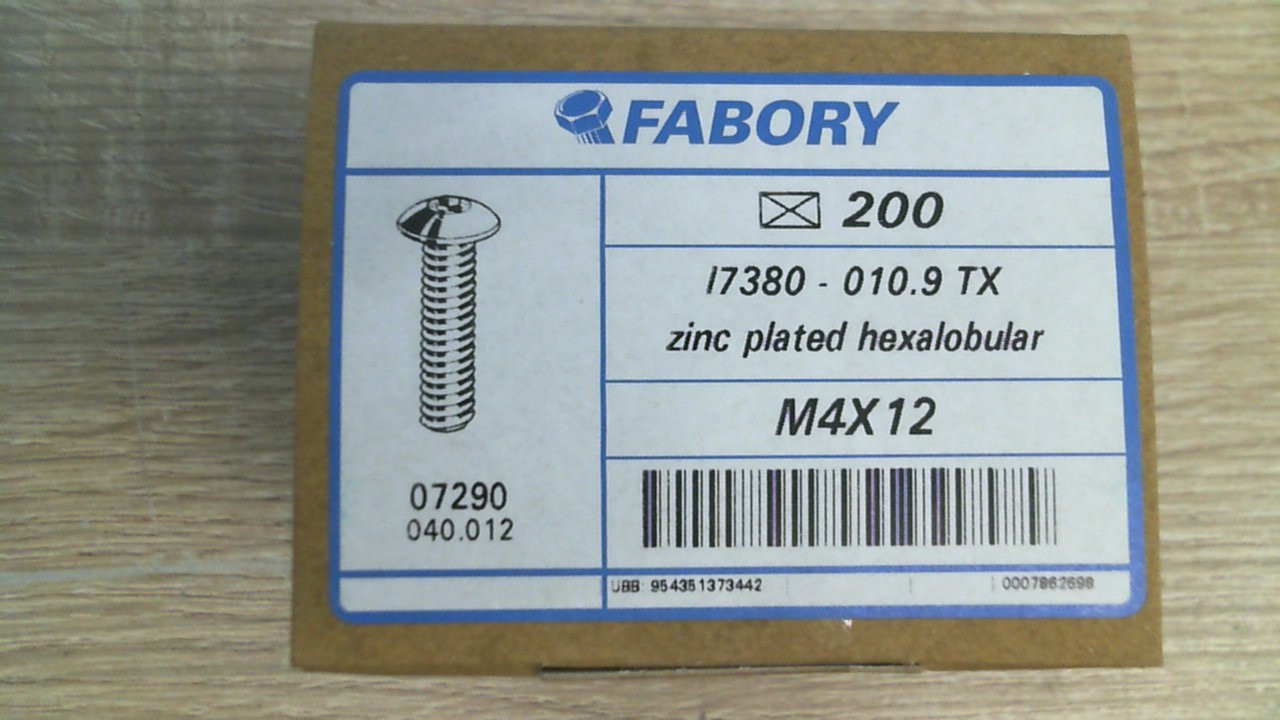 FABORY
200
I7380 - 010.9 TX
zinc plated hexalobular
M4X12
07290
040.012
UBB 954351373442
0007862698